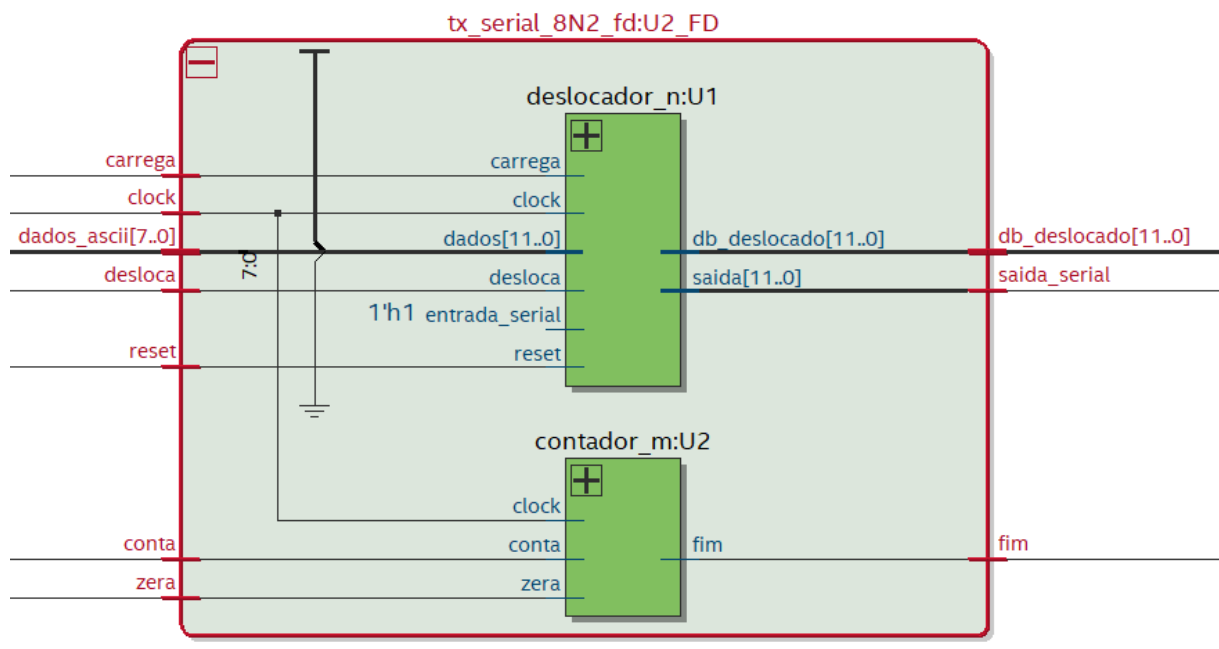 tx_serial_8N2_fd:U2_FD
deslocador_n:U1
carrega carrega
clock clock
dados_ascii[7..0] 7:0 dados[11..0] db_deslocado[11..0] db_deslocado[11..0]
desloca desloca saida[11..0] saida_serial
1'h1 entrada_serial
reset reset
contador_m:U2
clock
conta conta fim fim
zera zera